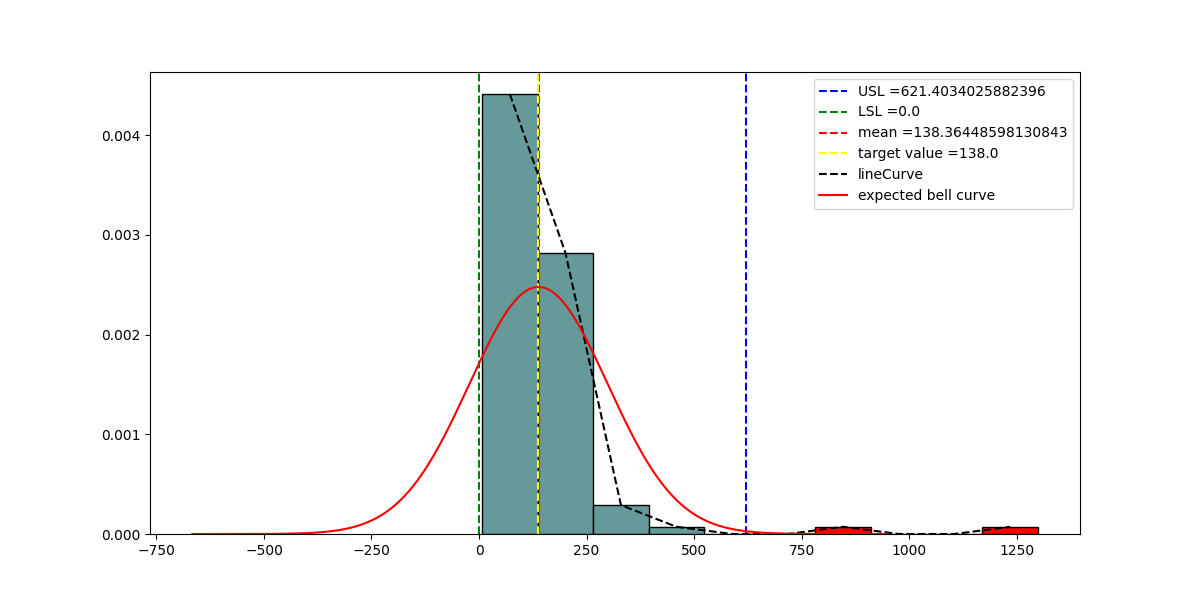 USL =621.4034025882396
LSL =0.0
mean =138.36448598130843
target value =138.0
lineCurve
expected bell curve
0.004
0.003
0.002
0.001
0.000
−750 −500 −250 0 250 500 750 1000 1250